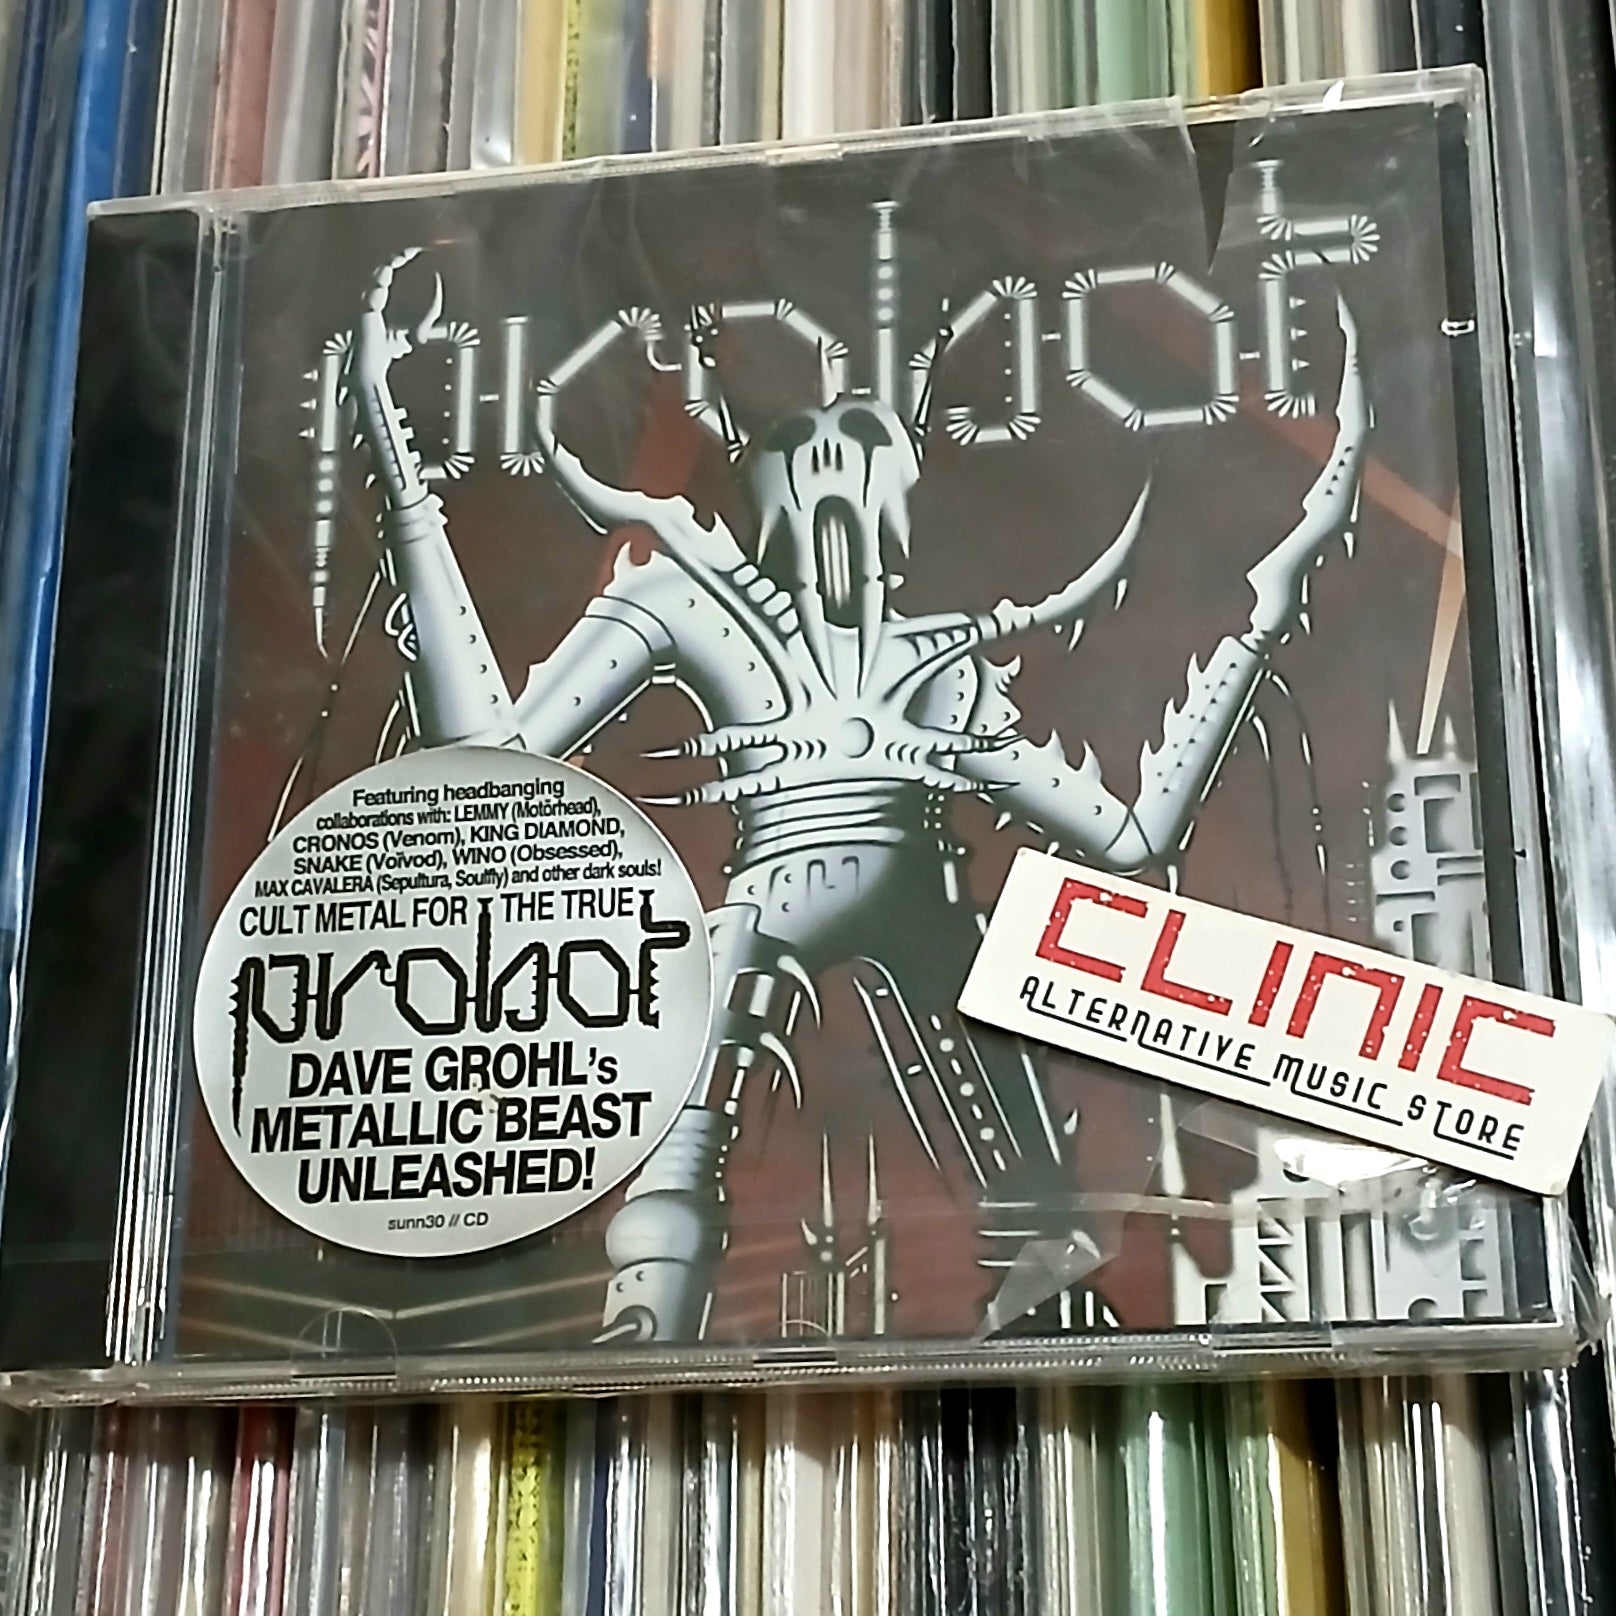 probot
Featuring headbanging
collaborations with: LEMMY (Motörhead),
CRONOS (Venom), KING DIAMOND,
SNAKE (Voïvod), WINO (Obsessed),
MAX CAVALERA (Sepultura, Soulfly) and other dark souls!
CULT METAL FOR THE TRUE
probot
DAVE GROHL's
METALLIC BEAST
UNLEASHED!
sunn30 // CD
CLINIC
ALTERNATIVE MUSIC STORE